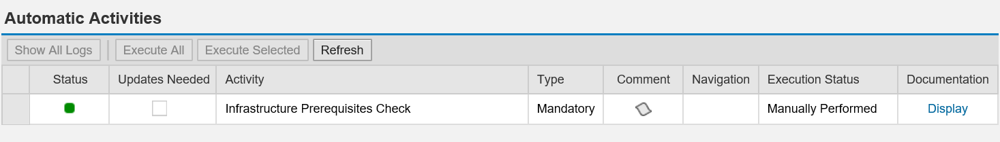 Automatic Activities
Show All Logs Execute All Execute Selected Refresh
Status Updates Needed Activity Type Comment Navigation Execution Status Documentation
Infrastructure Prerequisites Check Mandatory Manually Performed Display